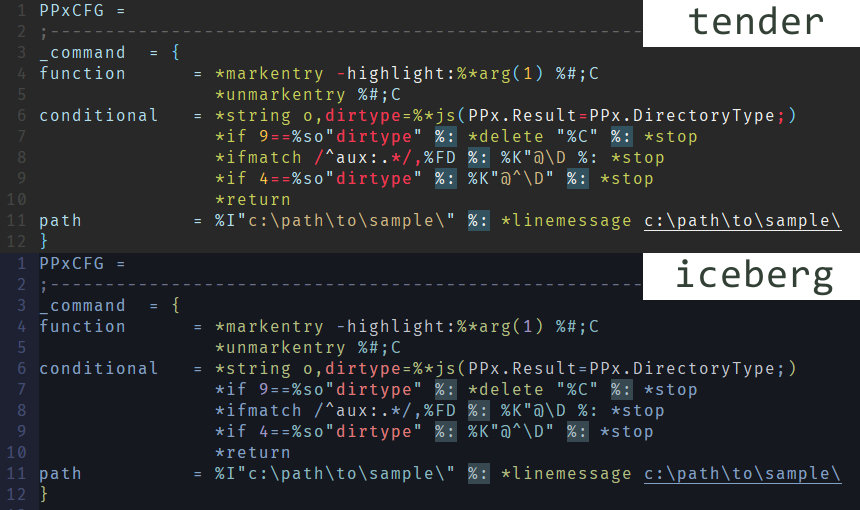 tender
1 PPxCFG =
2 ;-------------------------------------------------------
3 _command  = {
4 function      = *markentry -highlight:%*arg(1) %#;C
5               *unmarkentry %#;C
6 conditional   = *string o,dirtype=%*js(PPx.Result=PPx.DirectoryType;)
7               *if 9==%so"dirtype" %: *delete "%C" %: *stop
8               *ifmatch /^aux:.*/,%FD %: %K"@\D %: *stop
9               *if 4==%so"dirtype" %: %K"@^\D" %: *stop
10              *return
11 path         = %I"c:\path\to\sample\" %: *linemessage c:\path\to\sample\
12 }
iceberg
1 PPxCFG =
2 ;-------------------------------------------------------
3 _command  = {
4 function      = *markentry -highlight:%*arg(1) %#;C
5               *unmarkentry %#;C
6 conditional   = *string o,dirtype=%*js(PPx.Result=PPx.DirectoryType;)
7               *if 9==%so"dirtype" %: *delete "%C" %: *stop
8               *ifmatch /^aux:.*/,%FD %: %K"@\D %: *stop
9               *if 4==%so"dirtype" %: %K"@^\D" %: *stop
10              *return
11 path         = %I"c:\path\to\sample\" %: *linemessage c:\path\to\sample\
12 }